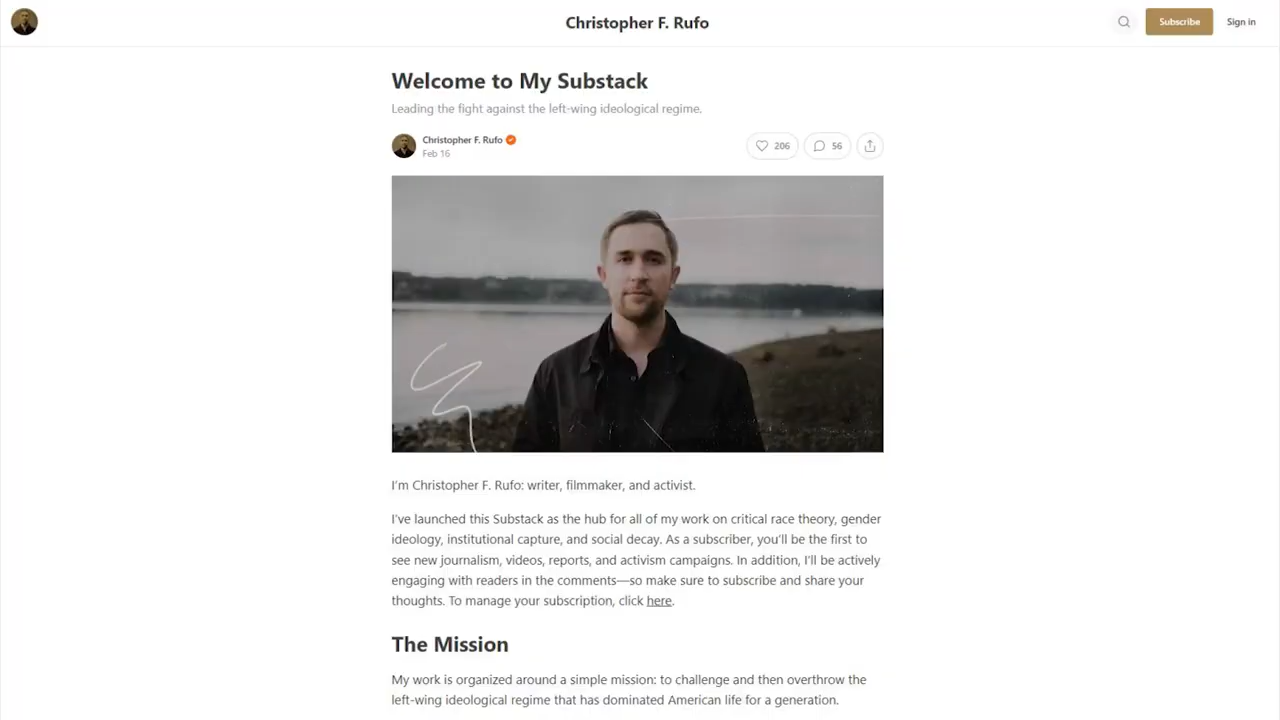 Christopher F. Rufo
Subscribe
Sign in
Welcome to My Substack
Leading the fight against the left-wing ideological regime.
Christopher F. Rufo
Feb 16
206
56
I'm Christopher F. Rufo: writer, filmmaker, and activist.
I've launched this Substack as the hub for all of my work on critical race theory, gender
ideology, institutional capture, and social decay. As a subscriber, you'll be the first to
see new journalism, videos, reports, and activism campaigns. In addition, I'll be actively
engaging with readers in the comments—so make sure to subscribe and share your
thoughts. To manage your subscription, click here.
The Mission
My work is organized around a simple mission: to challenge and then overthrow the
left-wing ideological regime that has dominated American life for a generation.